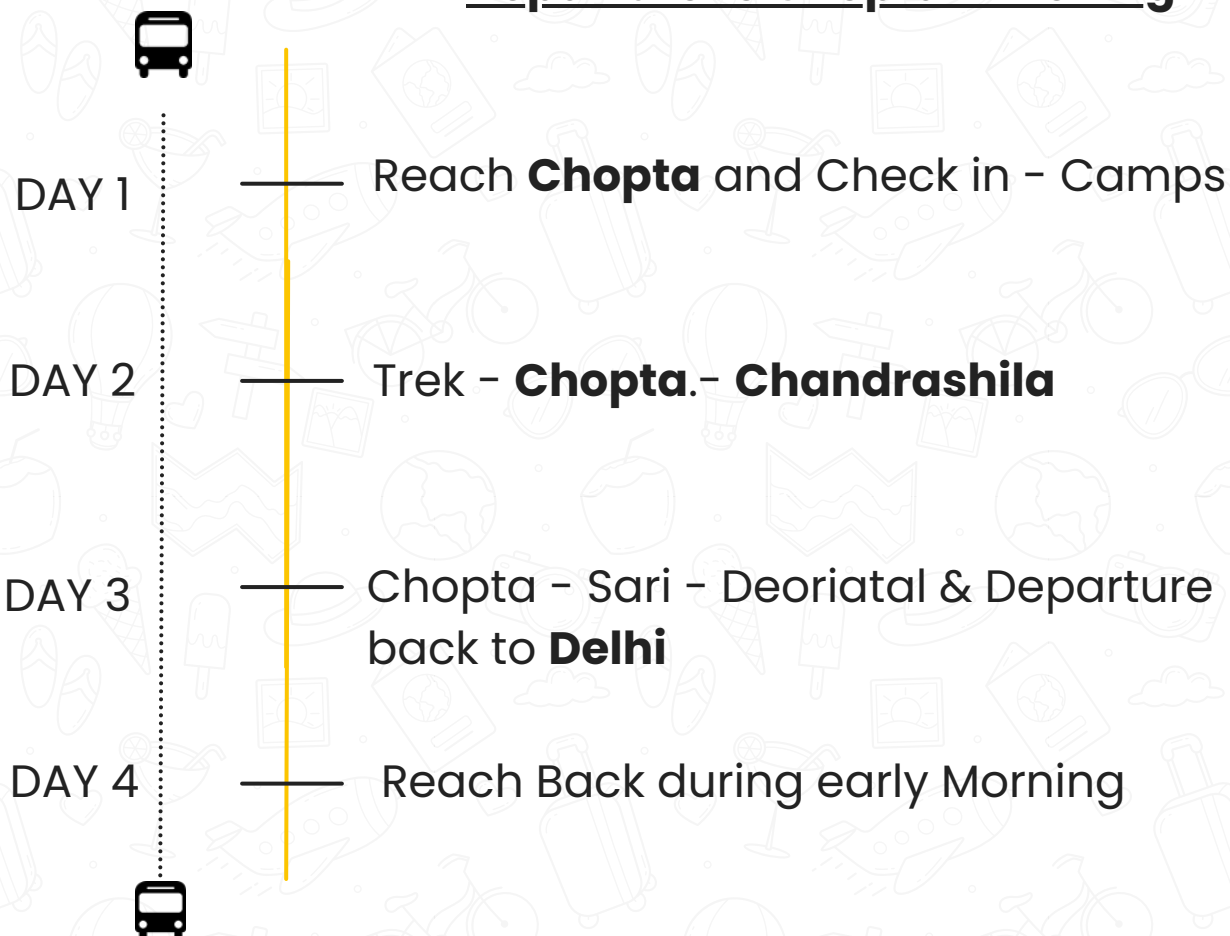 DAY 1
Reach Chopta and Check in - Camps
DAY 2
Trek - Chopta.- Chandrashila
DAY 3
Chopta - Sari - Deoriatal & Departure
back to Delhi
DAY 4
Reach Back during early Morning